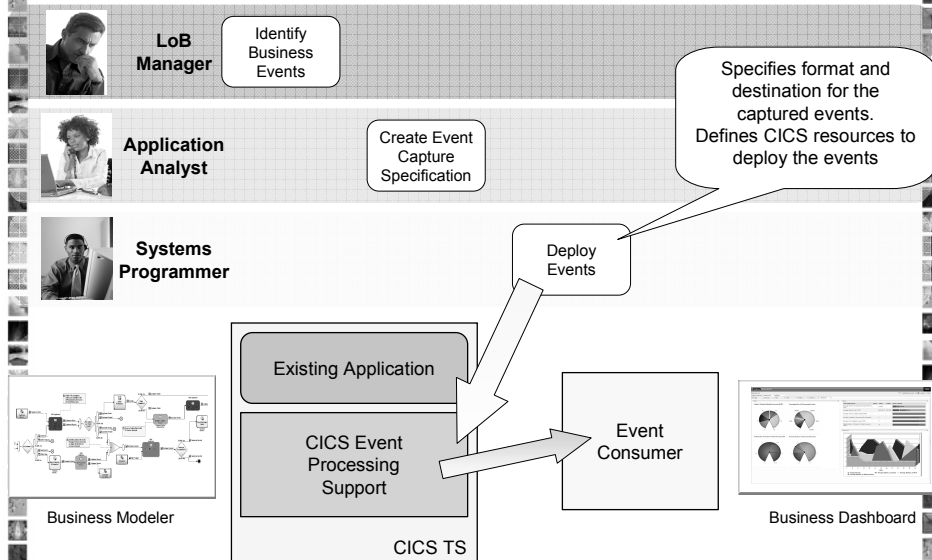 LoB
Manager
Identify
Business
Events
Specifies format and
destination for the
captured events.
Defines CICS resources to
deploy the events
Application
Analyst
Create Event
Capture
Specification
Systems
Programmer
Deploy
Events
Existing Application
CICS Event
Processing
Support
CICS TS
Event
Consumer
Business Modeler
Business Dashboard